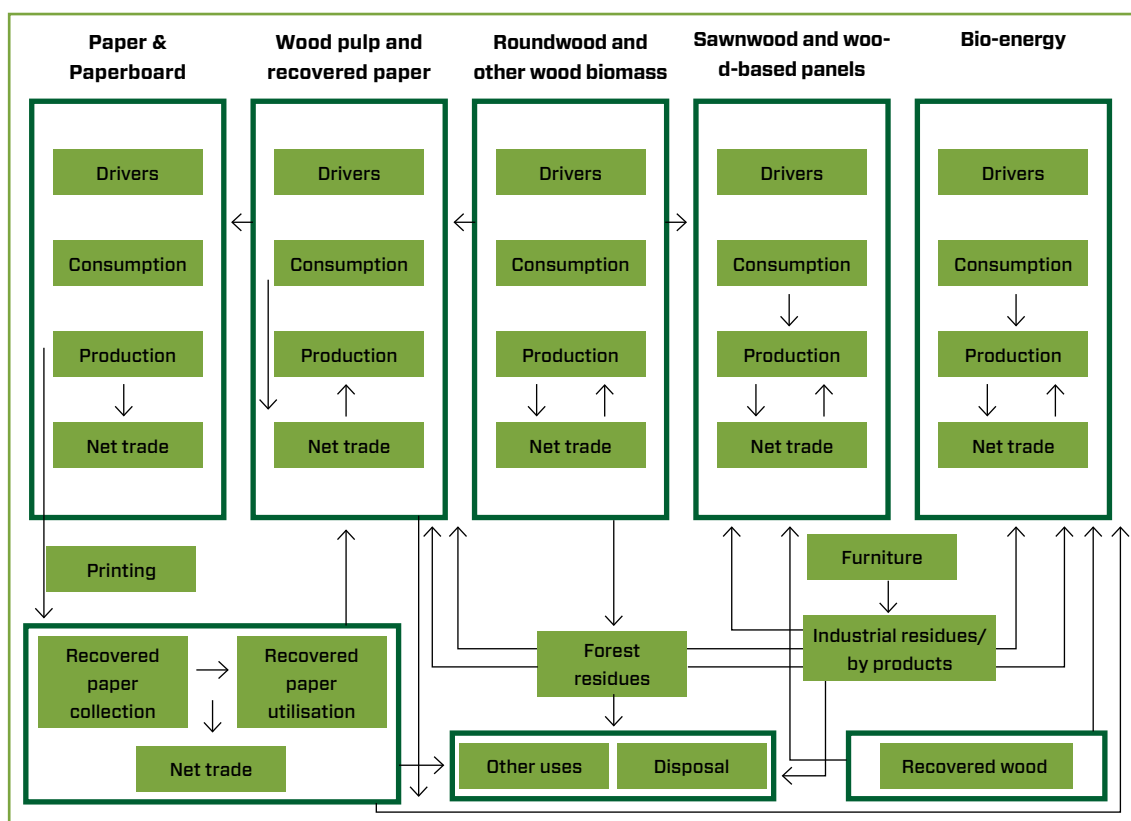 Paper &
Paperboard
Wood pulp and
recovered paper
Roundwood and
other wood biomass
Sawnwood and woo-
d-based panels
Bio-energy
Drivers
Drivers
Drivers
Drivers
Drivers
Consumption
Consumption
Consumption
Consumption
Consumption
Production
Production
Production
Production
Production
Net trade
Net trade
Net trade
Net trade
Net trade
Printing
Furniture
Recovered
paper
collection
Recovered
paper
utilisation
Net trade
Forest
residues
Industrial residues/
by products
Other uses
Disposal
Recovered wood